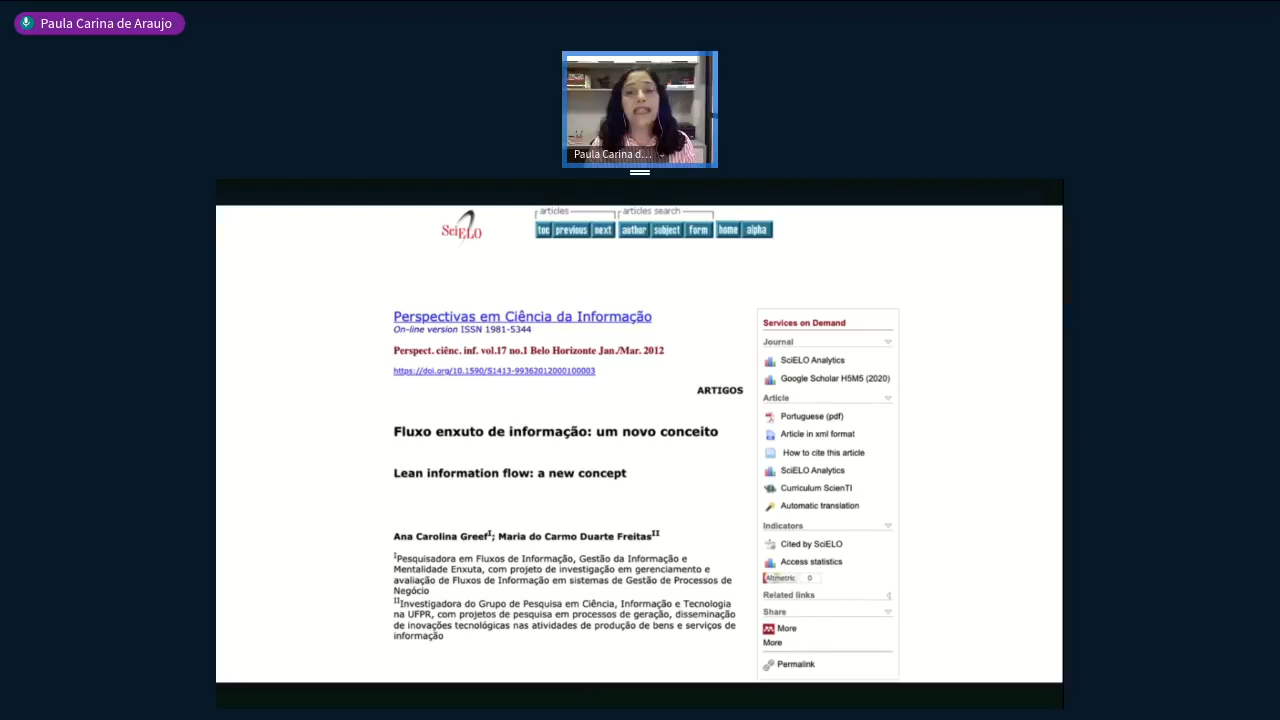 Paula Carina de Araujo
Paula Carina d...
SciELO
articles
articles search
toc previous next author subject form home alpha
Perspectivas em Ciência da Informação
On-line version ISSN 1981-5344
Perspect. ciênc. inf. vol.17 no.1 Belo Horizonte Jan./Mar. 2012
https://doi.org/10.1590/S1413-99362012000100003
ARTIGOS
Fluxo enxuto de informação: um novo conceito
Lean information flow: a new concept
Ana Carolina GreefI; Maria do Carmo Duarte FreitasII
IPesquisadora em Fluxos de Informação, Gestão da Informação e
Mentalidade Enxuta, com projeto de investigação em gerenciamento e
avaliação de Fluxos de Informação em sistemas de Gestão de Processos de
Negócio
IIInvestigadora do Grupo de Pesquisa em Ciência, Informação e Tecnologia
na UFPR, com projetos de pesquisa em processos de geração, disseminação
de inovações tecnológicas nas atividades de produção de bens e serviços de
informação
Services on Demand
Journal
SciELO Analytics
Google Scholar H5M5 (2020)
Article
Portuguese (pdf)
Article in xml format
How to cite this article
SciELO Analytics
Curriculum ScienTI
Automatic translation
Indicators
Cited by SciELO
Access statistics
Altmetric 0
Related links
Share
More
More
Permalink